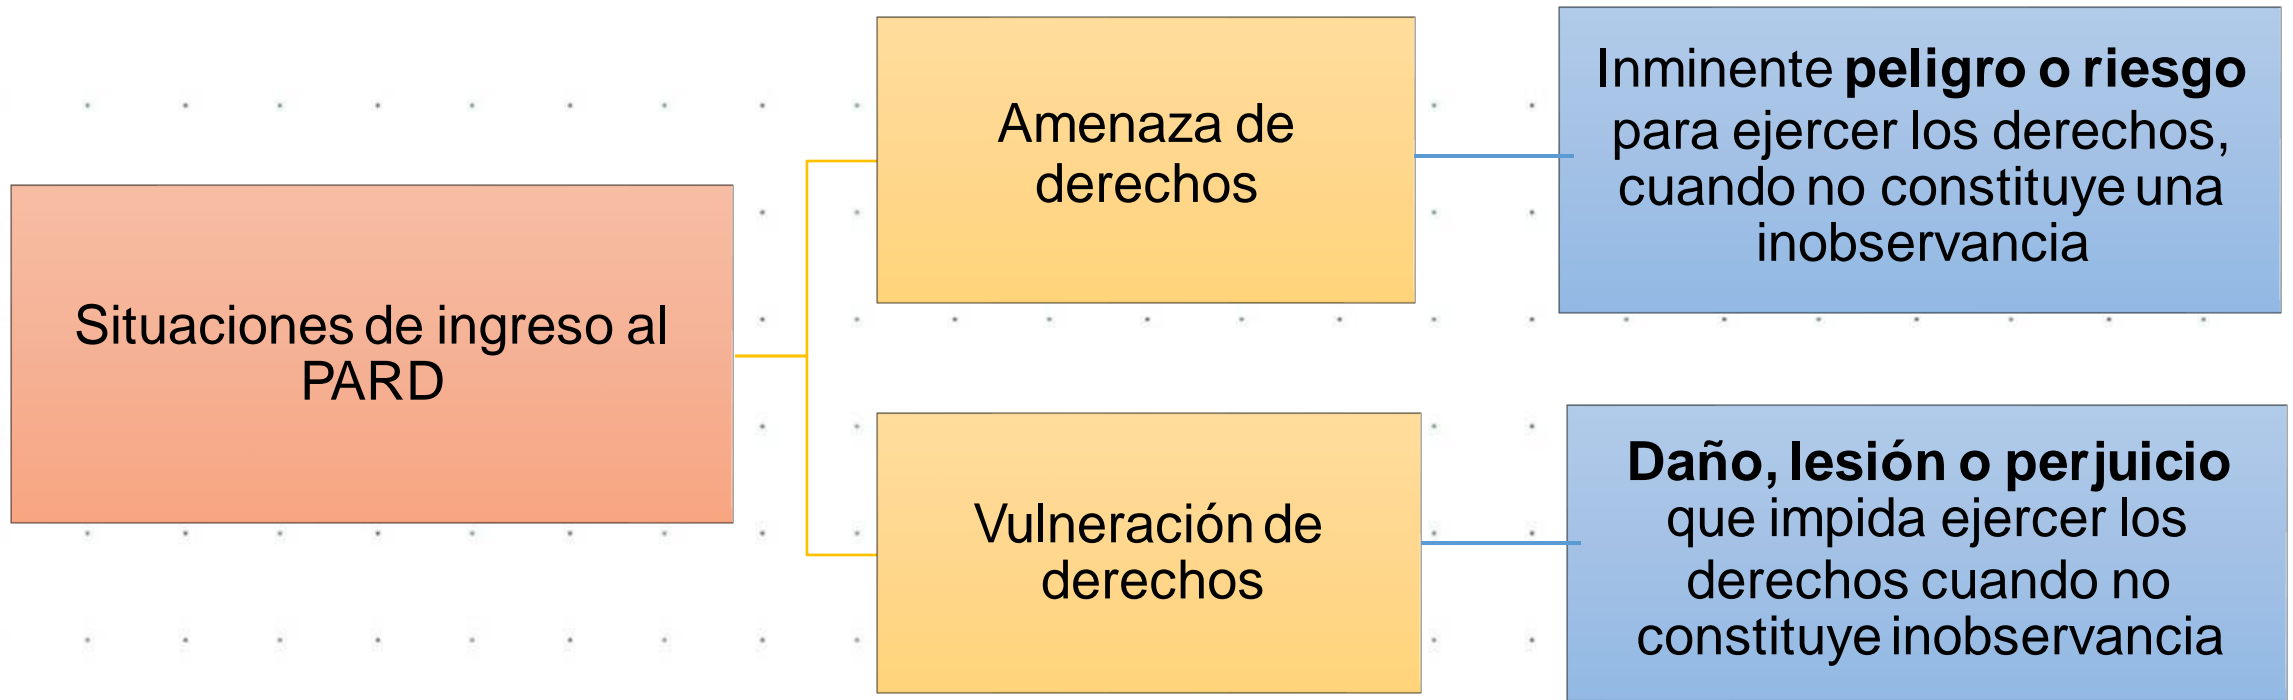 Situaciones de ingreso al
PARD
Amenaza de
derechos
Inminente peligro o riesgo
para ejercer los derechos,
cuando no constituye una
inobservancia
Vulneración de
derechos
Daño, lesión o perjuicio
que impida ejercer los
derechos cuando no
constituye inobservancia